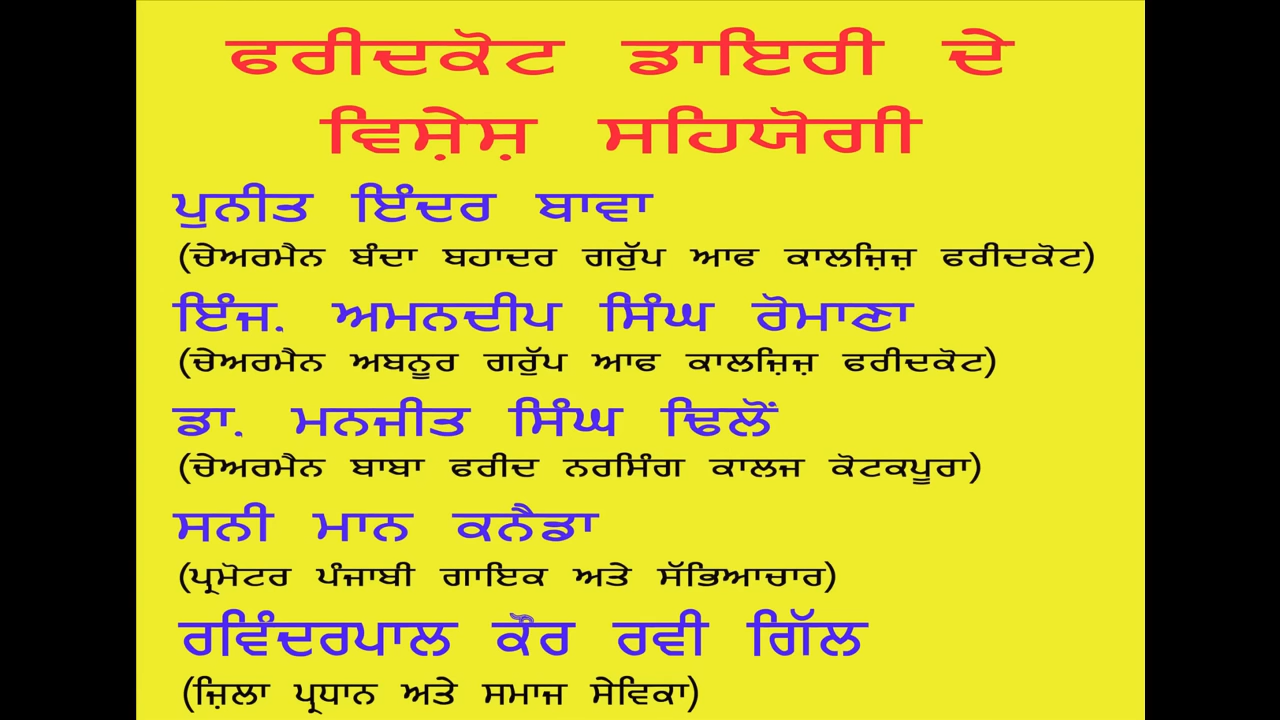 ਫਰੀਦਕੋਟ ਡਾਇਰੀ ਦੇ
ਵਿਸ਼ੇਸ਼ ਸਹਿਯੋਗੀ
ਪੁਨੀਤ ਇੰਦਰ ਬਾਵਾ
(ਚੇਅਰਮੈਨ ਬੰਦਾ ਬਹਾਦਰ ਗਰੁੱਪ ਆਫ ਕਾਲਜ਼ਿਜ਼ ਫਰੀਦਕੋਟ)
ਇੰਜ. ਅਮਨਦੀਪ ਸਿੰਘ ਰੋਮਾਣਾ
(ਚੇਅਰਮੈਨ ਅਬਨੂਰ ਗਰੁੱਪ ਆਫ ਕਾਲਜ਼ਿਜ਼ ਫਰੀਦਕੋਟ)
ਡਾ. ਮਨਜੀਤ ਸਿੰਘ ਢਿਲੋਂ
(ਚੇਅਰਮੈਨ ਬਾਬਾ ਫਰੀਦ ਨਰਸਿੰਗ ਕਾਲਜ ਕੋਟਕਪੂਰਾ)
ਸਨੀ ਮਾਨ ਕਨੈਡਾ
(ਪ੍ਰਮੋਟਰ ਪੰਜਾਬੀ ਗਾਇਕ ਅਤੇ ਸੱਭਿਆਚਾਰ)
ਰਵਿੰਦਰਪਾਲ ਕੌਰ ਰਵੀ ਗਿੱਲ
(ਜ਼ਿਲਾ ਪ੍ਰਧਾਨ ਅਤੇ ਸਮਾਜ ਸੇਵਿਕਾ)